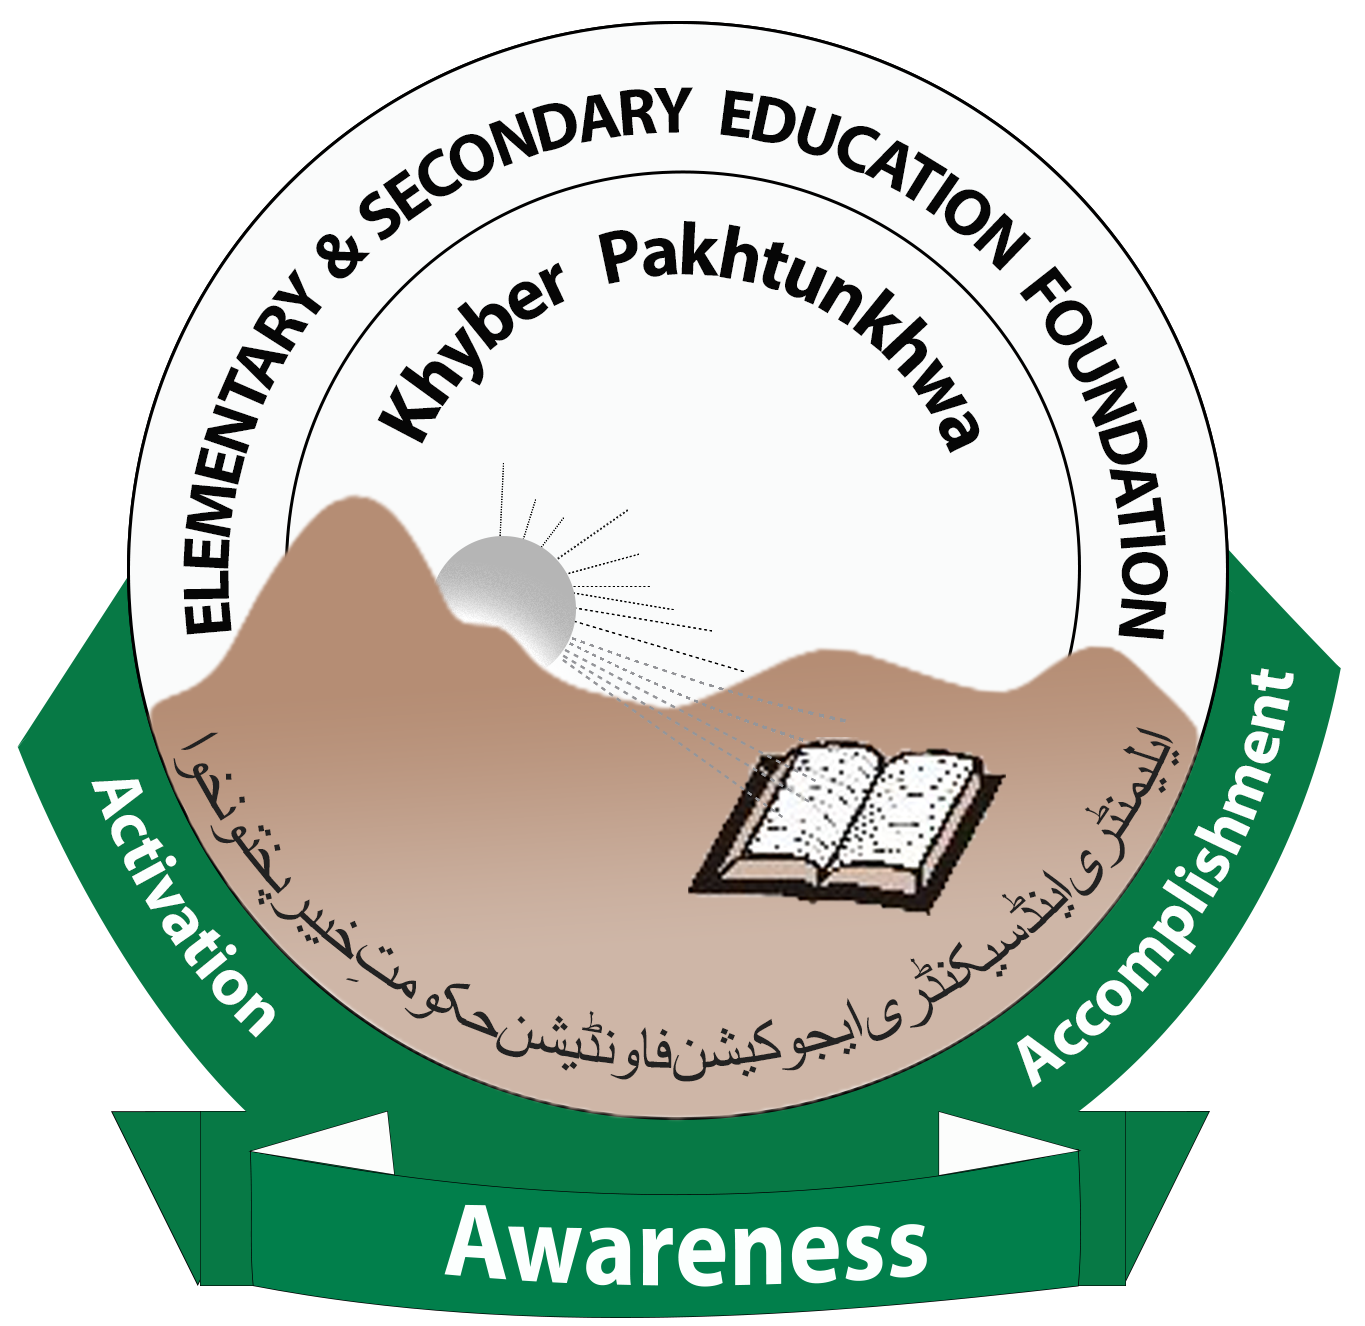 ELEMENTARY & SECONDARY EDUCATION FOUNDATION
Khyber Pakhtunkhwa
ایلیمنٹری اینڈ سیکنڈری ایجوکیشن فاونڈیشن حکومتِ خیبر پختونخوا
Activation
Accomplishment
Awareness